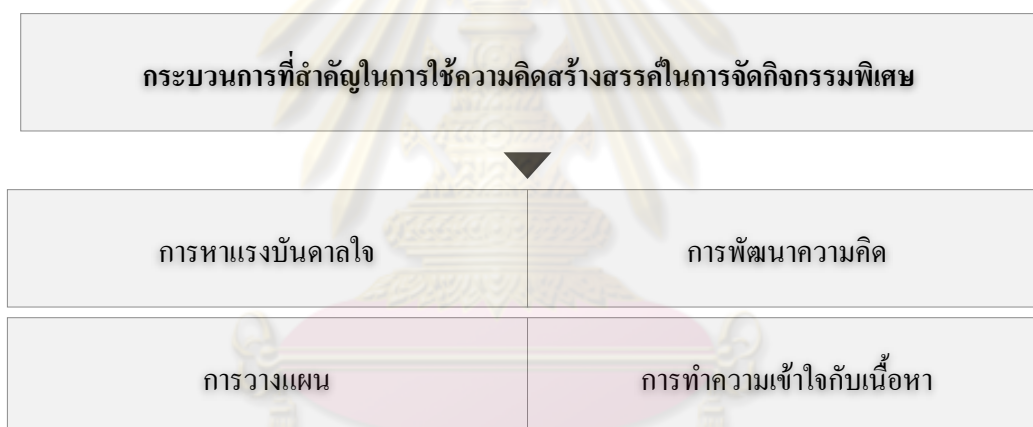 กระบวนการที่สำคัญในการใช้ความคิดสร้างสรรค์ในการจัดกิจกรรมพิเศษ
การหาแรงบันดาลใจ
การพัฒนาความคิด
การวางแผน
การทำความเข้าใจกับเนื้อหา